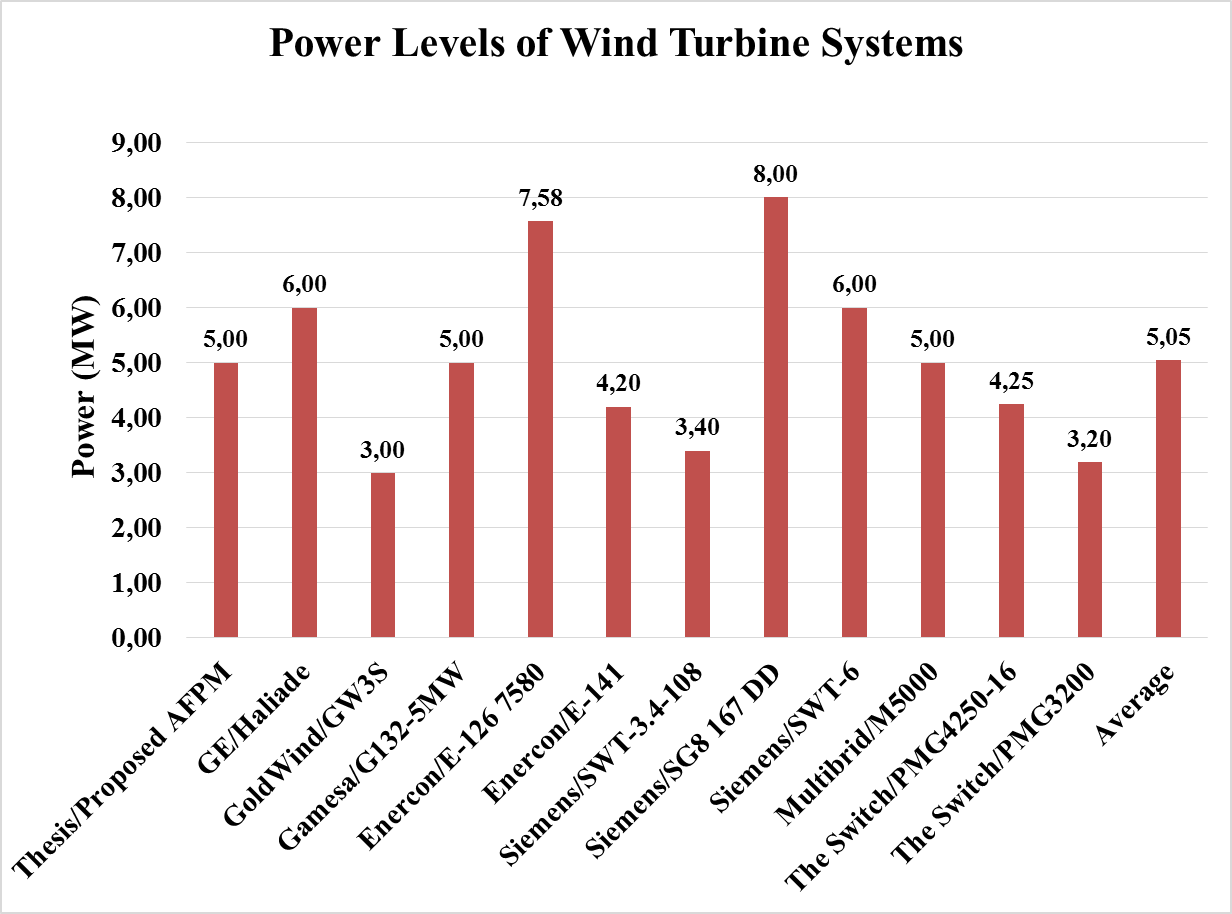 Power Levels of Wind Turbine Systems
Power (MW)
9,00
8,00
7,00
6,00
5,00
4,00
3,00
2,00
1,00
0,00
5,00
6,00
3,00
5,00
7,58
4,20
3,40
8,00
6,00
5,00
4,25
3,20
5,05
Thesis/Proposed AFPM
GE/Haliade
GoldWind/GW3S
Gamesa/G132-5MW
Enercon/E-126 7580
Enercon/E-141
Siemens/SWT-3.4-108
Siemens/SG8 167 DD
Siemens/SWT-6
Multibrid/M5000
The Switch/PMG4250-16
The Switch/PMG3200
Average